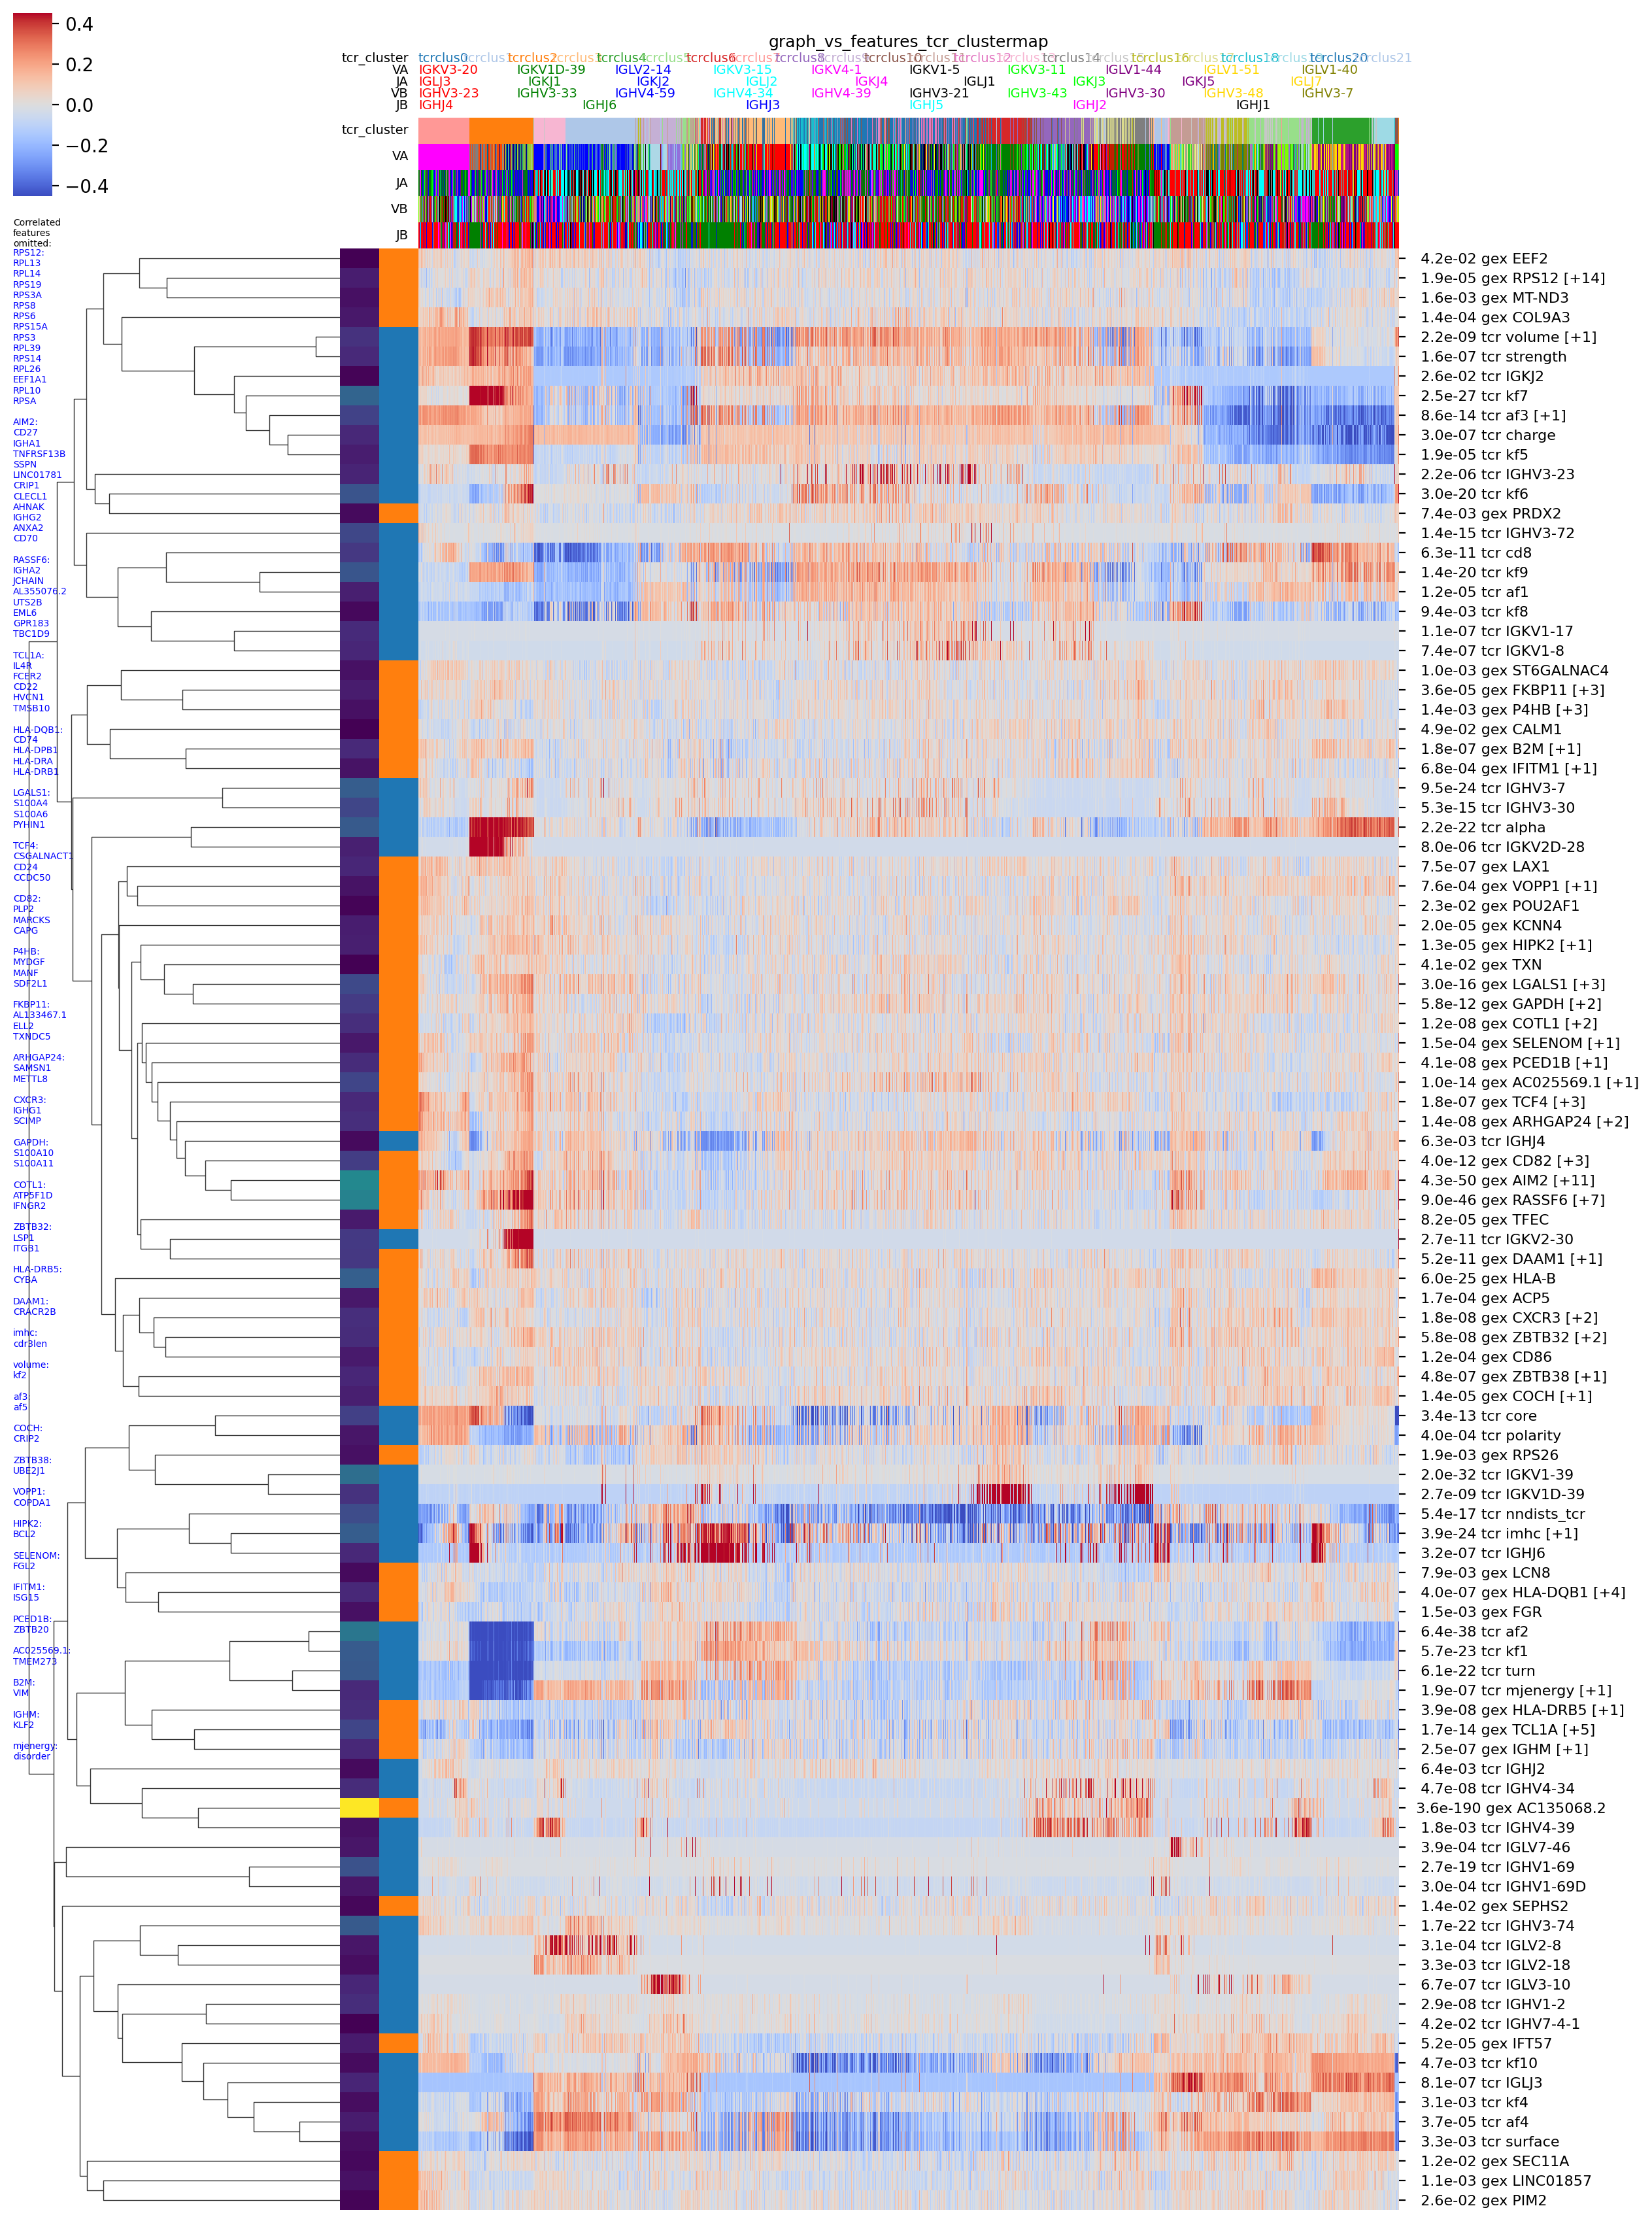 graph_vs_features_tcr_clustermap
0.4
0.2
0.0
−0.2
−0.4
tcr_cluster
tcrclus0 tcrclus2 tcrclus4 tcrclus6 tcrclus16 tcrclus18 tcrclus20
VA IGKV3-20 IGKV1D-39 IGLV2-14 IGKV3-15 IGKV4-1 IGKV1-5 IGKV3-11 IGLV1-44 IGLV1-51 IGLV1-40
JA IGLJ3 IGKJ1 IGKJ2 IGLJ2 IGKJ4 IGLJ1 IGKJ3 IGKJ5 IGLJ7
VB IGHV3-23 IGHV3-33 IGHV4-59 IGHV4-34 IGHV4-39 IGHV3-21 IGHV3-43 IGHV3-30 IGHV3-48 IGHV3-7
JB IGHJ4 IGHJ6 IGHJ3 IGHJ5 IGHJ2 IGHJ1
tcr_cluster
VA
JA
VB
JB
Correlated
features
omitted:
RPS12:
RPL13
RPL14
RPS19
RPS3A
RPS8
RPS6
RPS15A
RPS3
RPL39
RPS14
RPL26
EEF1A1
RPL10
RPSA
AIM2:
CD27
IGHA1
TNFRSF13B
SSPN
LINC01781
CRIP1
CLECL1
AHNAK
IGHG2
ANXA2
CD70
RASSF6:
IGHA2
JCHAIN
AL355076.2
UTS2B
EML6
GPR183
TBC1D9
TCL1A:
IL4R
FCER2
CD22
HVCN1
TMSB10
HLA-DQB1:
CD74
HLA-DPB1
HLA-DRA
HLA-DRB1
LGALS1:
S100A4
S100A6
PYHIN1
TCF4:
CSGALNACT1
CD24
CCDC50
CD82:
PLP2
MARCKS
CAPG
P4HB:
MYDGF
MANF
SDF2L1
FKBP11:
AL133467.1
ELL2
TXNDC5
ARHGAP24:
SAMSN1
METTL8
CXCR3:
IGHG1
SCIMP
GAPDH:
S100A10
S100A11
COTL1:
ATP5F1D
IFNGR2
ZBTB32:
LSP1
ITGB1
HLA-DRB5:
CYBA
DAAM1:
CRACR2B
imhc:
cdr3len
volume:
kf2
af3:
af5
COCH:
CRIP2
ZBTB38:
UBE2J1
VOPP1:
COPDA1
HIPK2:
BCL2
SELENOM:
FGL2
IFITM1:
ISG15
PCED1B:
ZBTB20
AC025569.1:
TMEM273
B2M:
VIM
IGHM:
KLF2
mjenergy:
disorder
4.2e-02 gex EEF2
1.9e-05 gex RPS12 [+14]
1.6e-03 gex MT-ND3
1.4e-04 gex COL9A3
2.2e-09 tcr volume [+1]
1.6e-07 tcr strength
2.6e-02 tcr IGKJ2
2.5e-27 tcr kf7
8.6e-14 tcr af3 [+1]
3.0e-07 tcr charge
1.9e-05 tcr kf5
2.2e-06 tcr IGHV3-23
3.0e-20 tcr kf6
7.4e-03 gex PRDX2
1.4e-15 tcr IGHV3-72
6.3e-11 tcr cd8
1.4e-20 tcr kf9
1.2e-05 tcr af1
9.4e-03 tcr kf8
1.1e-07 tcr IGKV1-17
7.4e-07 tcr IGKV1-8
1.0e-03 gex ST6GALNAC4
3.6e-05 gex FKBP11 [+3]
1.4e-03 gex P4HB [+3]
4.9e-02 gex CALM1
1.8e-07 gex B2M [+1]
6.8e-04 gex IFITM1 [+1]
9.5e-24 tcr IGHV3-7
5.3e-15 tcr IGHV3-30
2.2e-22 tcr alpha
8.0e-06 tcr IGKV2D-28
7.5e-07 gex LAX1
7.6e-04 gex VOPP1 [+1]
2.3e-02 gex POU2AF1
2.0e-05 gex KCNN4
1.3e-05 gex HIPK2 [+1]
4.1e-02 gex TXN
3.0e-16 gex LGALS1 [+3]
5.8e-12 gex GAPDH [+2]
1.2e-08 gex COTL1 [+2]
1.5e-04 gex SELENOM [+1]
4.1e-08 gex PCED1B [+1]
1.0e-14 gex AC025569.1 [+1]
1.8e-07 gex TCF4 [+3]
1.4e-08 gex ARHGAP24 [+2]
6.3e-03 tcr IGHJ4
4.0e-12 gex CD82 [+3]
4.3e-50 gex AIM2 [+11]
9.0e-46 gex RASSF6 [+7]
8.2e-05 gex TFEC
2.7e-11 tcr IGKV2-30
5.2e-11 gex DAAM1 [+1]
6.0e-25 gex HLA-B
1.7e-04 gex ACP5
1.8e-08 gex CXCR3 [+2]
5.8e-08 gex ZBTB32 [+2]
1.2e-04 gex CD86
4.8e-07 gex ZBTB38 [+1]
1.4e-05 gex COCH [+1]
3.4e-13 tcr core
4.0e-04 tcr polarity
1.9e-03 gex RPS26
2.0e-32 tcr IGKV1-39
2.7e-09 tcr IGKV1D-39
5.4e-17 tcr nndists_tcr
3.9e-24 tcr imhc [+1]
3.2e-07 tcr IGHJ6
7.9e-03 gex LCN8
4.0e-07 gex HLA-DQB1 [+4]
1.5e-03 gex FGR
6.4e-38 tcr af2
5.7e-23 tcr kf1
6.1e-22 tcr turn
1.9e-07 tcr mjenergy [+1]
3.9e-08 gex HLA-DRB5 [+1]
1.7e-14 gex TCL1A [+5]
2.5e-07 gex IGHM [+1]
6.4e-03 tcr IGHJ2
4.7e-08 tcr IGHV4-34
3.6e-190 gex AC135068.2
1.8e-03 tcr IGHV4-39
3.9e-04 tcr IGLV7-46
2.7e-19 tcr IGHV1-69
3.0e-04 tcr IGHV1-69D
1.4e-02 gex SEPHS2
1.7e-22 tcr IGHV3-74
3.1e-04 tcr IGLV2-8
3.3e-03 tcr IGLV2-18
6.7e-07 tcr IGLV3-10
2.9e-08 tcr IGHV1-2
4.2e-02 tcr IGHV7-4-1
5.2e-05 gex IFT57
4.7e-03 tcr kf10
8.1e-07 tcr IGLJ3
3.1e-03 tcr kf4
3.7e-05 tcr af4
3.3e-03 tcr surface
1.2e-02 gex SEC11A
1.1e-03 gex LINC01857
2.6e-02 gex PIM2